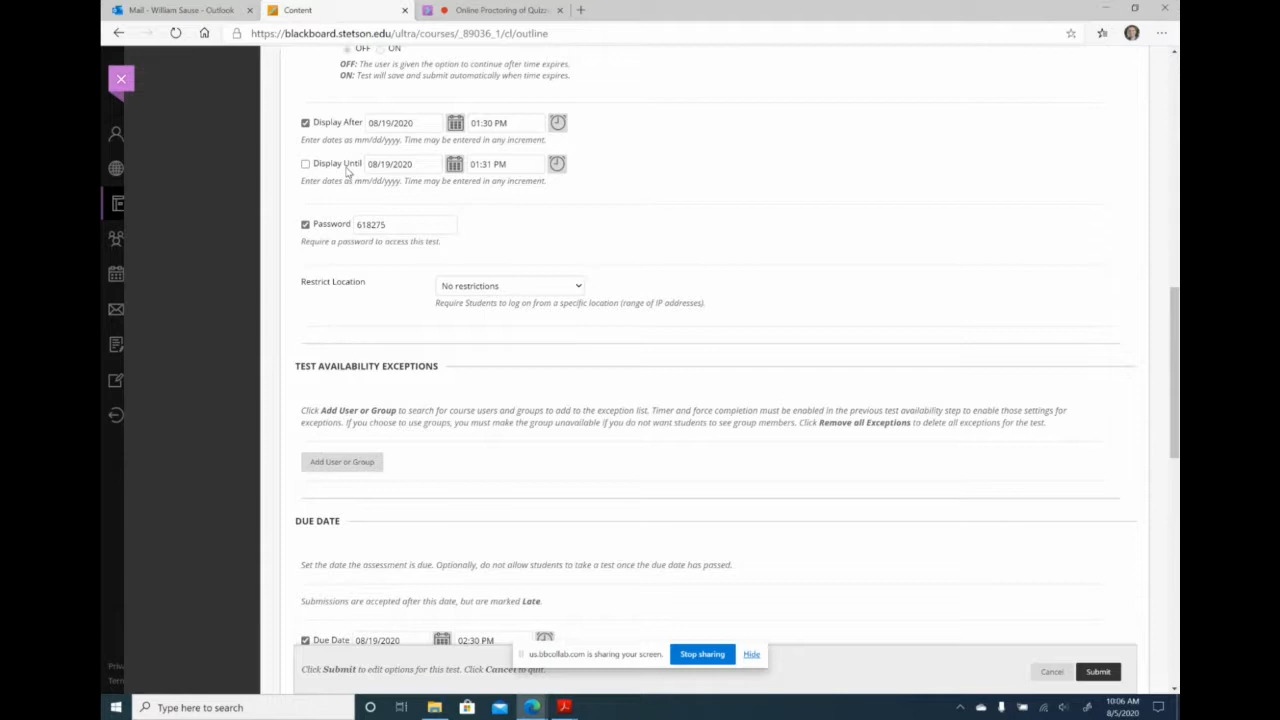 Mail - William Sause - Outlook
Content
Online Proctoring of Quizz
https://blackboard.stetson.edu/ultra/courses/_89036_1/cl/outline
OFF ON
OFF: The user is given the option to continue after time expires.
ON: Test will save and submit automatically when time expires.
Display After 08/19/2020 01:30 PM
Enter dates as mm/dd/yyyy. Time may be entered in any increment.
Display Until 08/19/2020 01:31 PM
Enter dates as mm/dd/yyyy. Time may be entered in any increment.
Password 618275
Require a password to access this test.
Restrict Location No restrictions
Require Students to log on from a specific location (range of IP addresses).
TEST AVAILABILITY EXCEPTIONS
Click Add User or Group to search for course users and groups to add to the exception list. Timer and force completion must be enabled in the previous test availability step to enable those settings for
exceptions. If you choose to use groups, you must make the group unavailable if you do not want students to see group members. Click Remove all Exceptions to delete all exceptions for the test.
Add User or Group
DUE DATE
Set the date the assessment is due. Optionally, do not allow students to take a test once the due date has passed.
Submissions are accepted after this date, but are marked Late.
Due Date 08/19/2020 02:30 PM
us.bbcollab.com is sharing your screen. Stop sharing Hide
Click Submit to edit options for this test. Click Cancel to quit.
Cancel Submit
Priva
Term
Type here to search
10:06 AM
8/5/2020